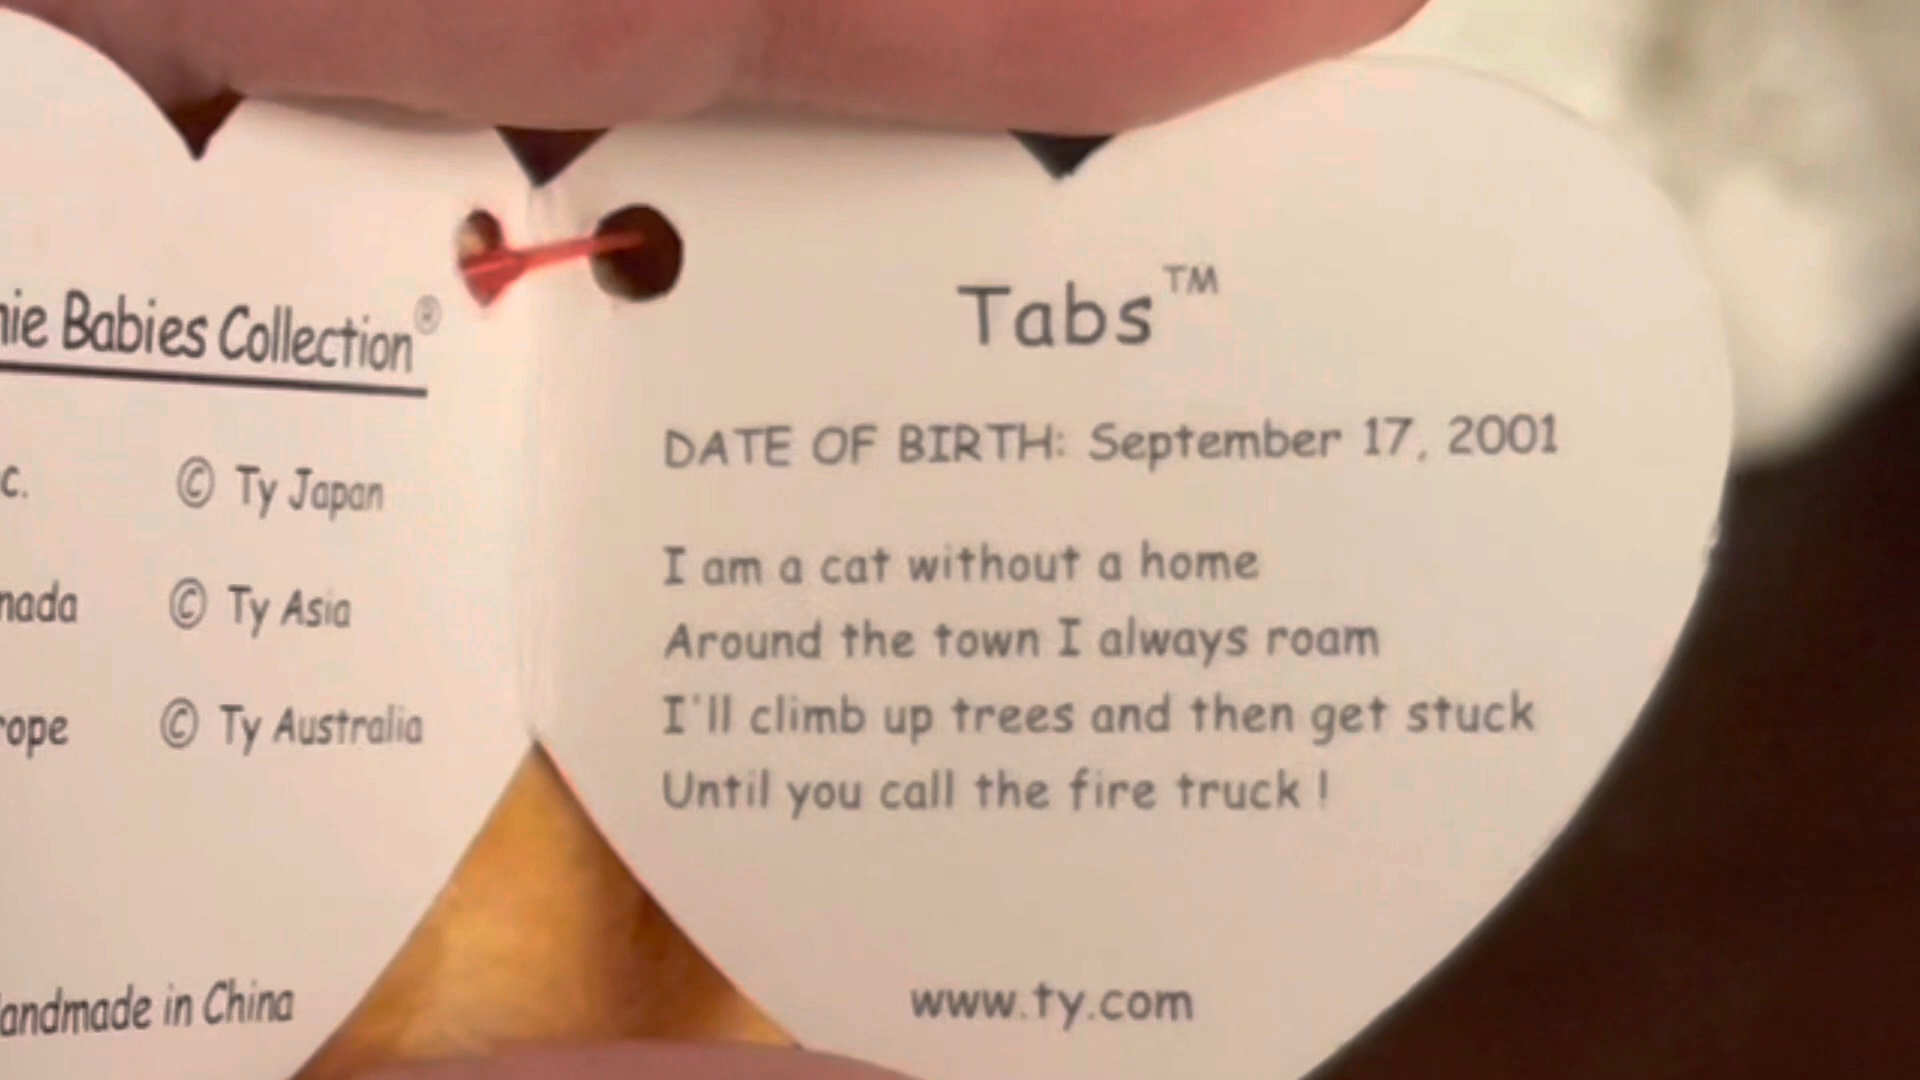 nie Babies Collection®
c. © Ty Japan
nada © Ty Asia
rope © Ty Australia
andmade in China
Tabs™
DATE OF BIRTH: September 17, 2001
I am a cat without a home
Around the town I always roam
I'll climb up trees and then get stuck
Until you call the fire truck !
www.ty.com